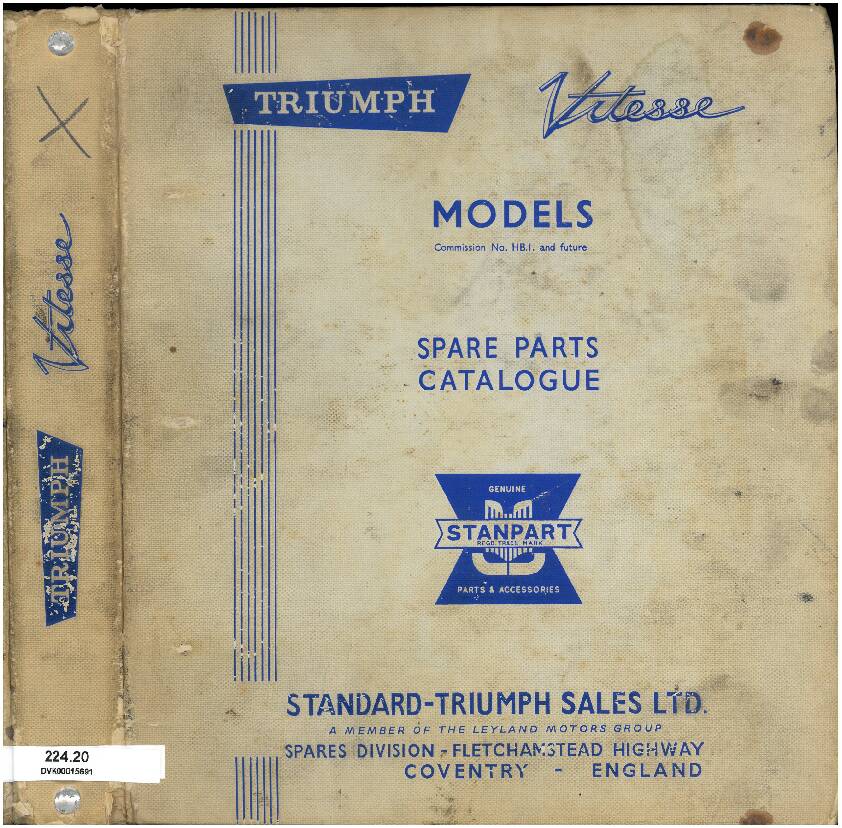 X
Vitesse
TRIUMPH
224.20
DVK00015691
TRIUMPH
Vitesse
MODELS
Commission No. HB.1. and future
SPARE PARTS
CATALOGUE
GENUINE
STANPART
REGD. TRADE MARK
PARTS & ACCESSORIES
STANDARD-TRIUMPH SALES LTD.
A MEMBER OF THE LEYLAND MOTORS GROUP
SPARES DIVISION - FLETCHAMSTEAD HIGHWAY
COVENTRY - ENGLAND